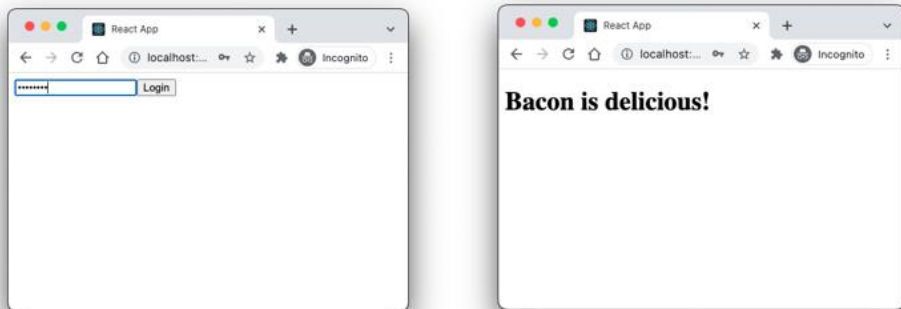 React App
localhost:...
Incognito
••••••••
Login
React App
localhost:...
Incognito
Bacon is delicious!